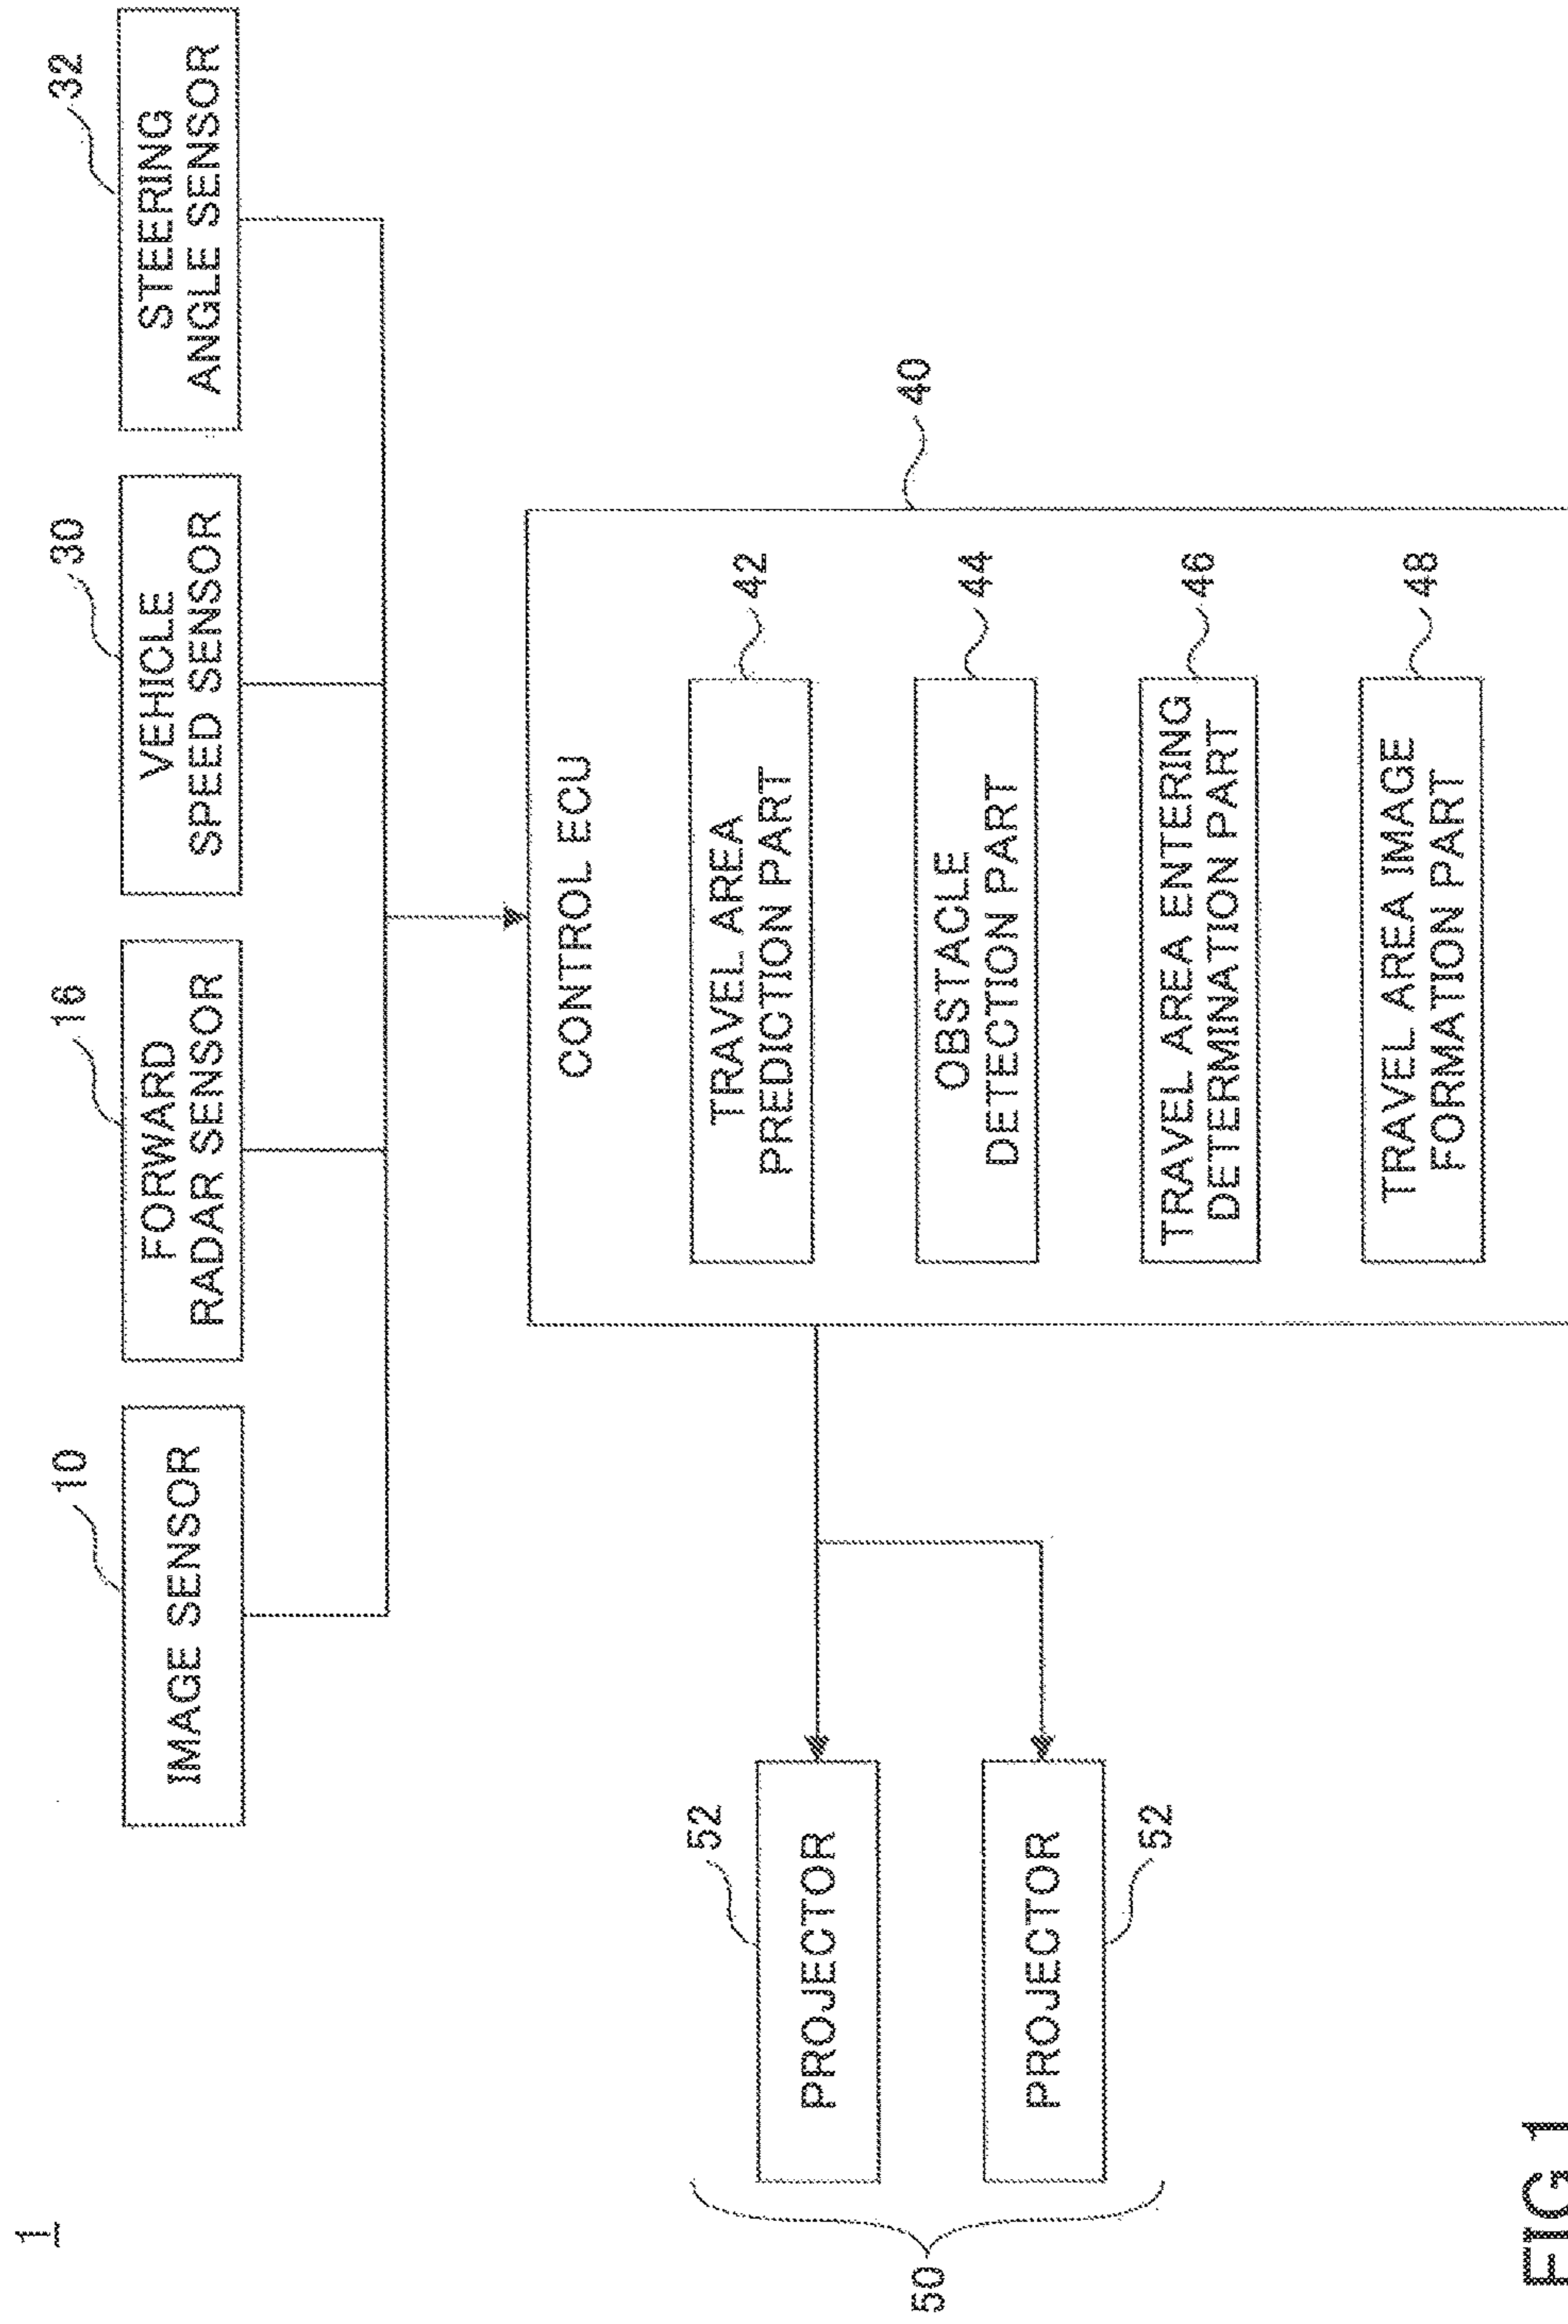 1
10
IMAGE SENSOR
16
FORWARD
RADAR SENSOR
30
VEHICLE
SPEED SENSOR
32
STEERING
ANGLE SENSOR
40
CONTROL ECU
42
TRAVEL AREA
PREDICTION PART
44
OBSTACLE
DETECTION PART
46
TRAVEL AREA ENTERING
DETERMINATION PART
48
TRAVEL AREA IMAGE
FORMATION PART
52
PROJECTOR
PROJECTOR
52
50
FIG.1